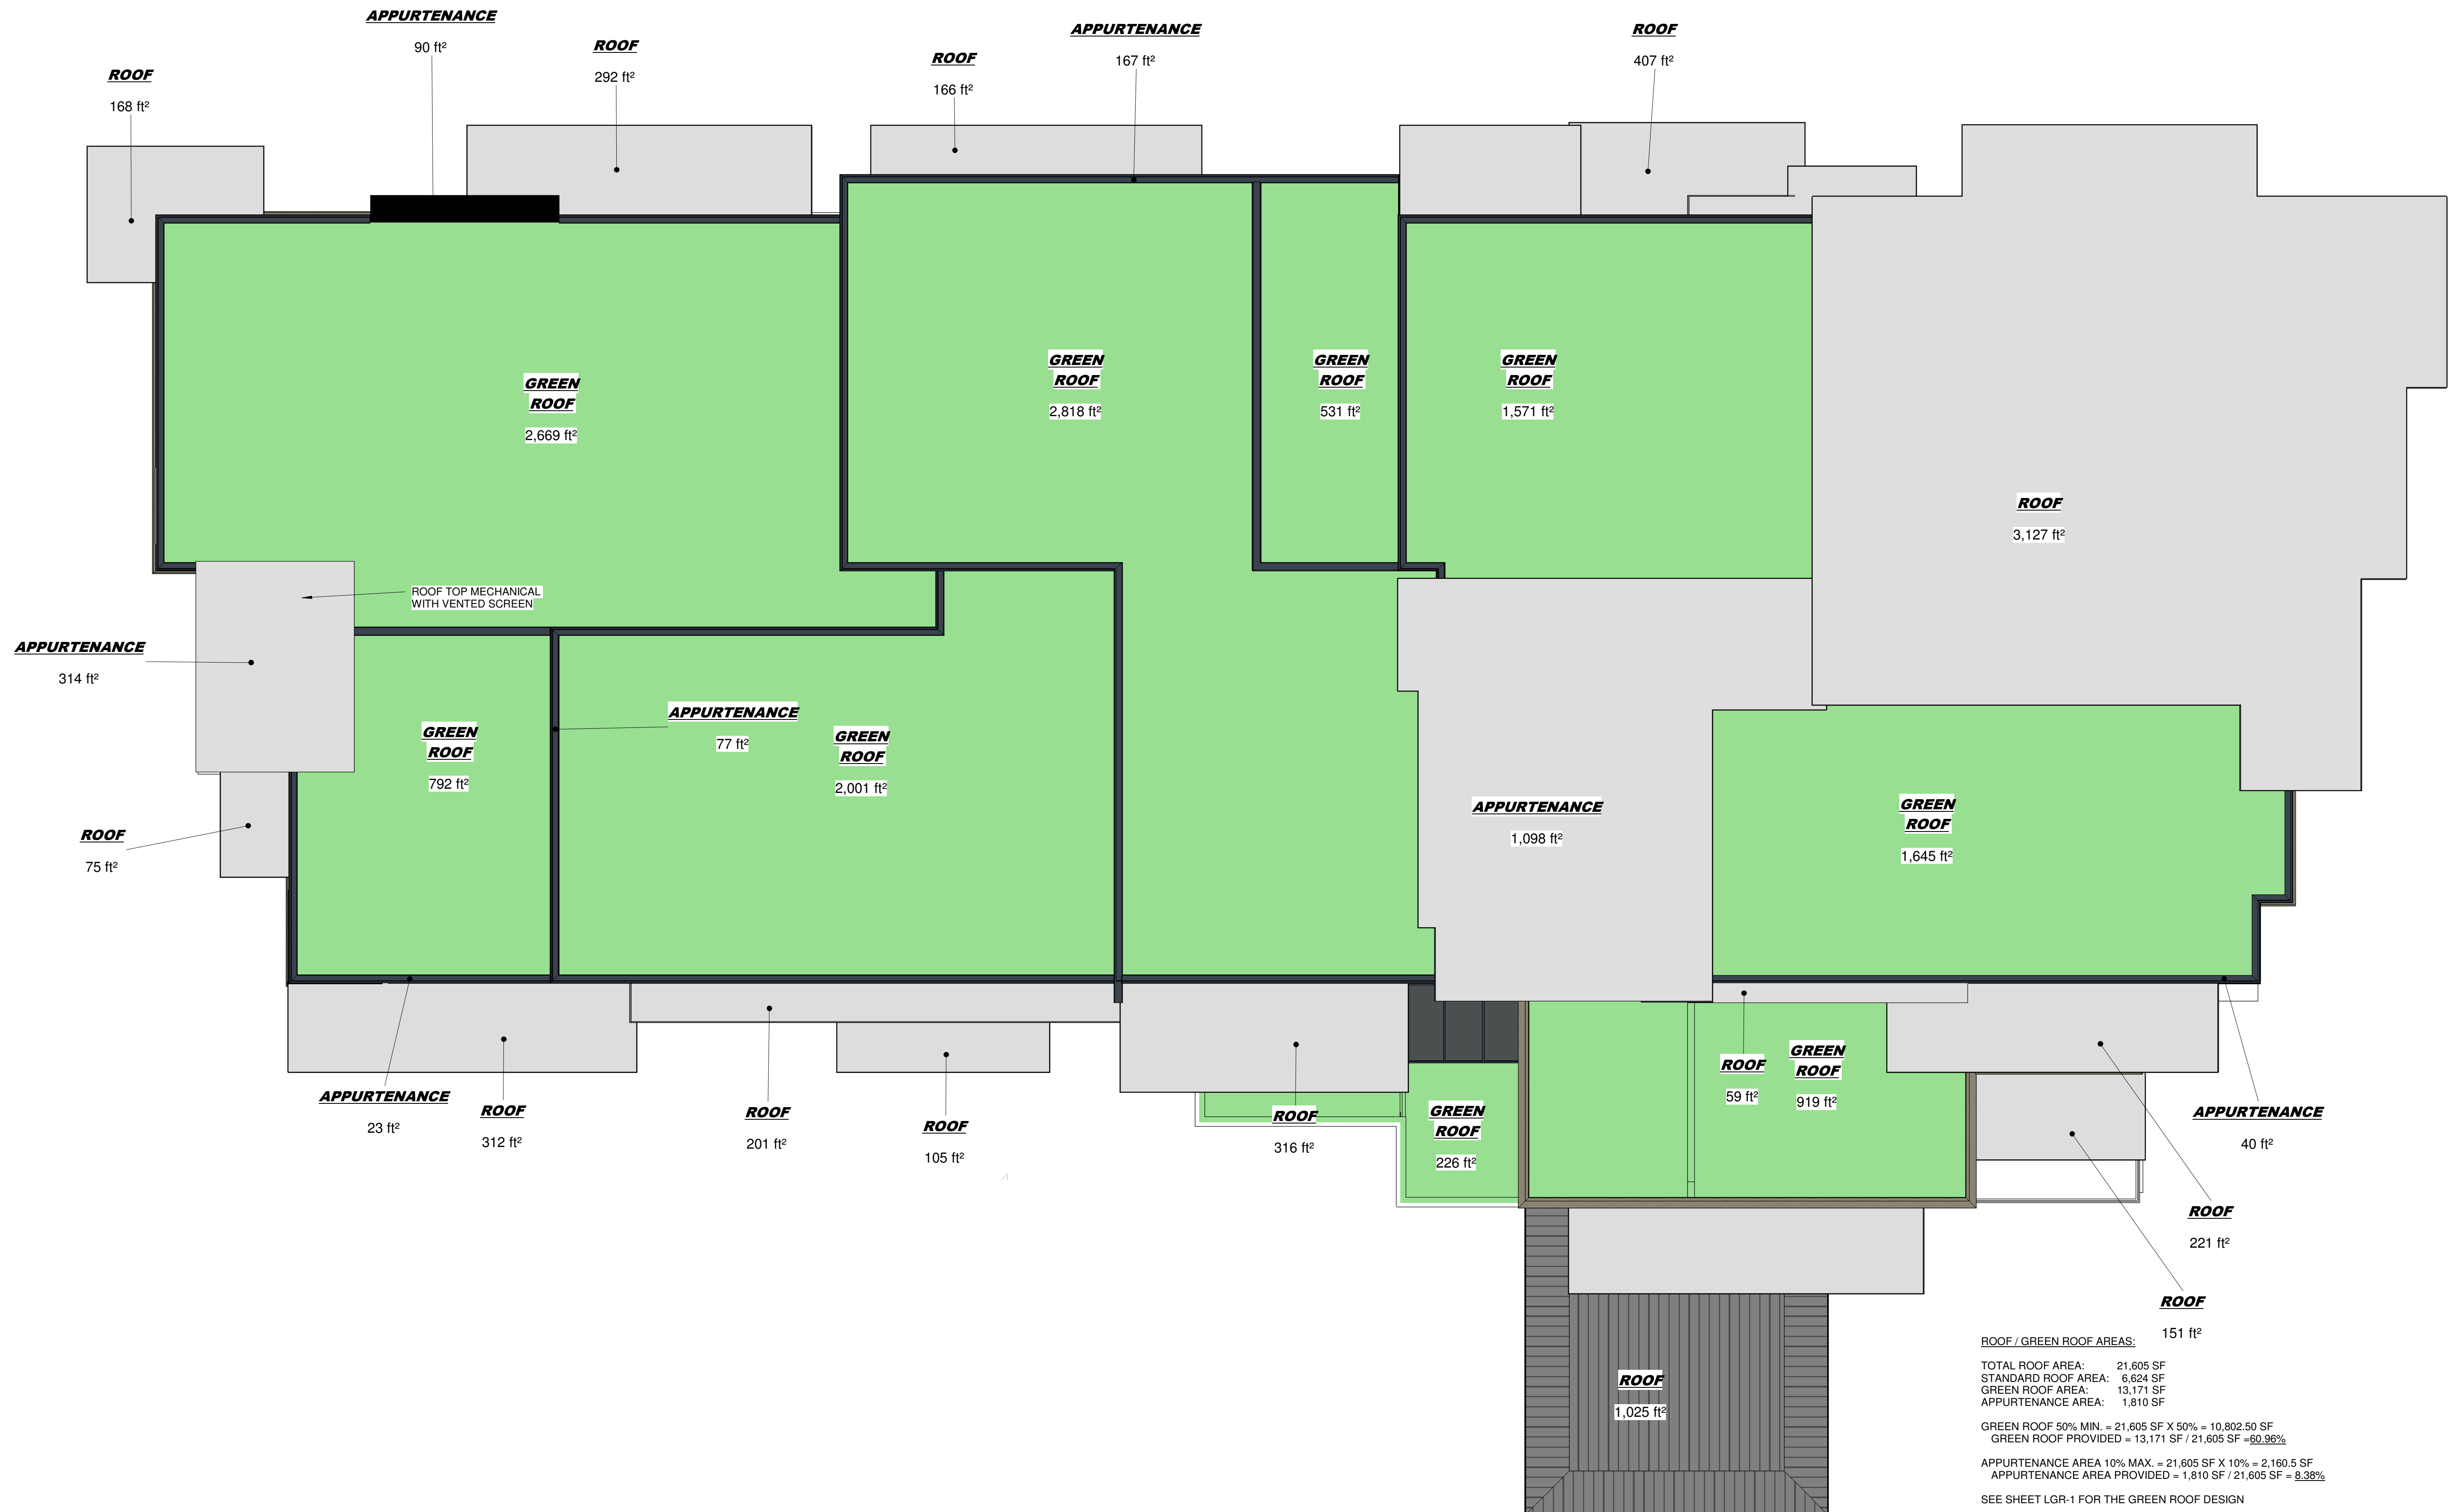 APPURTENANCE
90 ft²
ROOF
292 ft²
ROOF
168 ft²
ROOF
166 ft²
APPURTENANCE
167 ft²
ROOF
407 ft²
GREEN
ROOF
2,669 ft²
GREEN
ROOF
2,818 ft²
GREEN
ROOF
531 ft²
GREEN
ROOF
1,571 ft²
ROOF
3,127 ft²
ROOF TOP MECHANICAL
WITH VENTED SCREEN
APPURTENANCE
314 ft²
GREEN
ROOF
792 ft²
APPURTENANCE
77 ft²
GREEN
ROOF
2,001 ft²
APPURTENANCE
1,098 ft²
GREEN
ROOF
1,645 ft²
ROOF
75 ft²
APPURTENANCE
23 ft²
ROOF
312 ft²
ROOF
201 ft²
ROOF
105 ft²
ROOF
316 ft²
GREEN
ROOF
226 ft²
ROOF
59 ft²
GREEN
ROOF
919 ft²
APPURTENANCE
40 ft²
ROOF
221 ft²
ROOF
151 ft²
ROOF
1,025 ft²
ROOF / GREEN ROOF AREAS:
TOTAL ROOF AREA: 21,605 SF
STANDARD ROOF AREA: 6,624 SF
GREEN ROOF AREA: 13,171 SF
APPURTENANCE AREA: 1,810 SF
GREEN ROOF 50% MIN. = 21,605 SF X 50% = 10,802.50 SF
GREEN ROOF PROVIDED = 13,171 SF / 21,605 SF =60.96%
APPURTENANCE AREA 10% MAX. = 21,605 SF X 10% = 2,160.5 SF
APPURTENANCE AREA PROVIDED = 1,810 SF / 21,605 SF = 8.38%
SEE SHEET LGR-1 FOR THE GREEN ROOF DESIGN